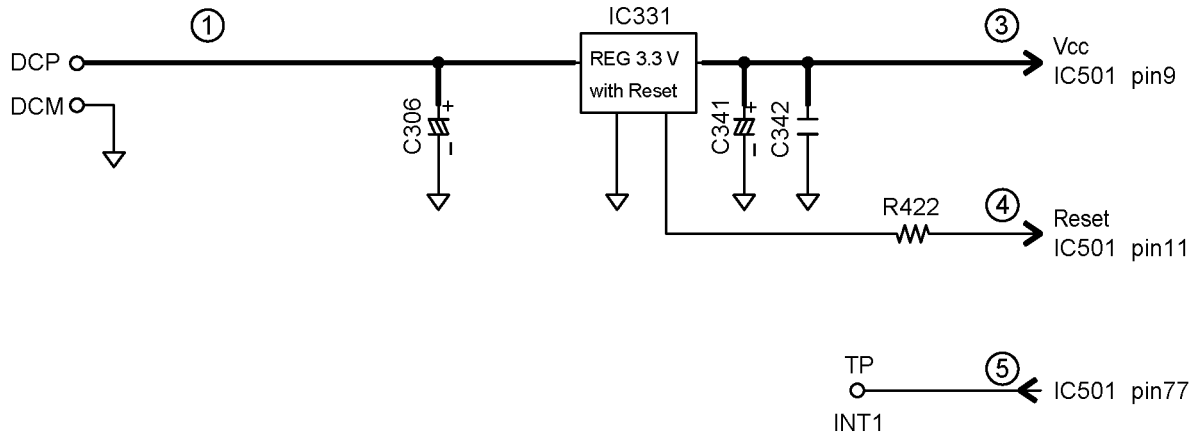 1
IC331
3
DCP
REG 3.3 V
with Reset
Vcc
IC501 pin9
DCM
C306
+
−
C341
+
−
C342
R422
4
Reset
IC501 pin11
TP
5
IC501 pin77
INT1